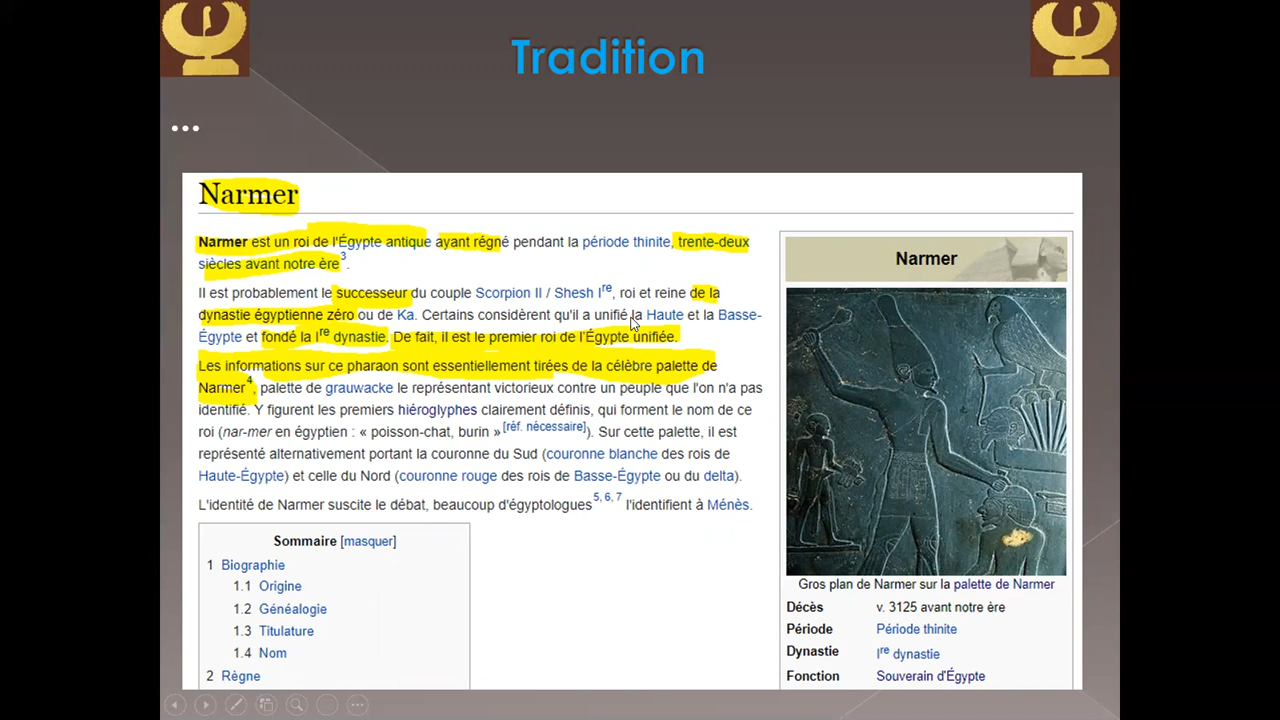 Tradition
...
Narmer
Narmer est un roi de l'Égypte antique ayant régné pendant la période thinite, trente-deux
siècles avant notre ère3.
Il est probablement le successeur du couple Scorpion II / Shesh Ire, roi et reine de la
dynastie égyptienne zéro ou de Ka. Certains considèrent qu'il a unifié la Haute et la Basse-
Égypte et fondé la Ire dynastie. De fait, il est le premier roi de l'Égypte unifiée.
Les informations sur ce pharaon sont essentiellement tirées de la célèbre palette de
Narmer4, palette de grauwacke le représentant victorieux contre un peuple que l'on n'a pas
identifié. Y figurent les premiers hiéroglyphes clairement définis, qui forment le nom de ce
roi (nar-mer en égyptien : « poisson-chat, burin »[réf. nécessaire]). Sur cette palette, il est
représenté alternativement portant la couronne du Sud (couronne blanche des rois de
Haute-Égypte) et celle du Nord (couronne rouge des rois de Basse-Égypte ou du delta).
L'identité de Narmer suscite le débat, beaucoup d'égyptologues5, 6, 7 l'identifient à Ménès.
Sommaire [masquer]
1 Biographie
1.1 Origine
1.2 Généalogie
1.3 Titulature
1.4 Nom
2 Règne
Narmer
Gros plan de Narmer sur la palette de Narmer
Décès v. 3125 avant notre ère
Période Période thinite
Dynastie Ire dynastie
Fonction Souverain d'Égypte